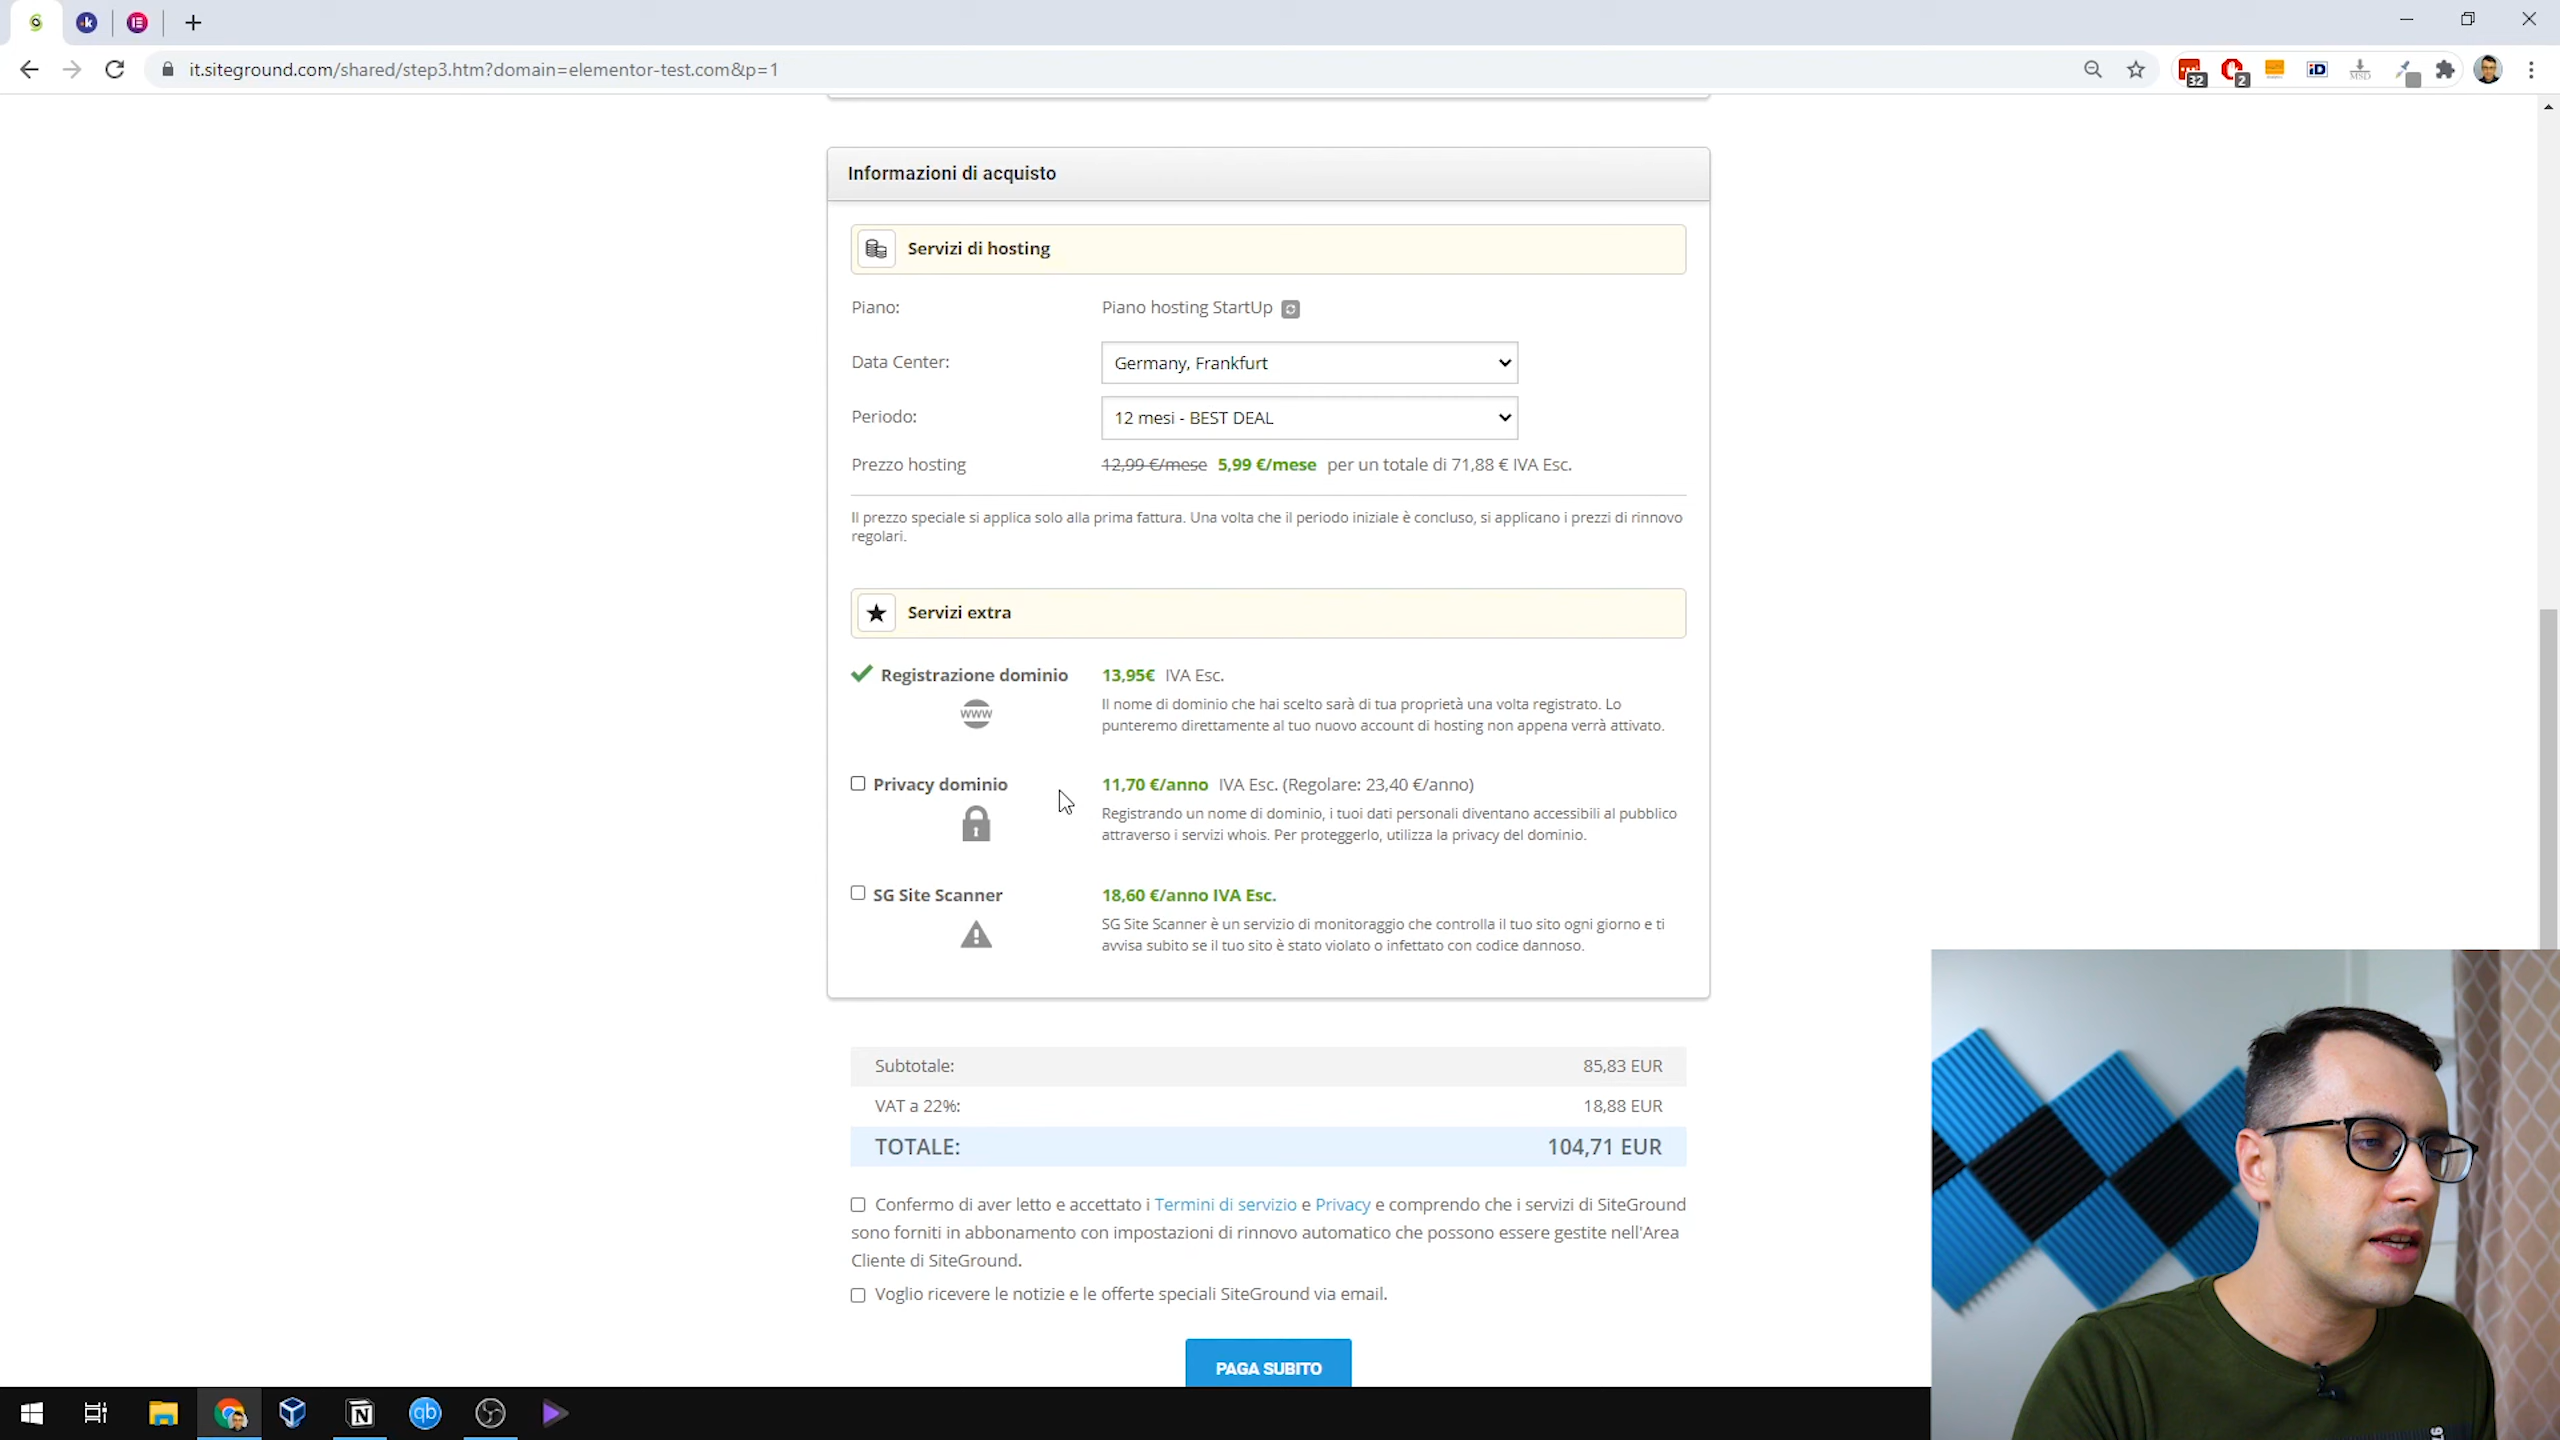 it.siteground.com/shared/step3.htm?domain=elementor-test.com&p=1
32
2
iD
MSD
Informazioni di acquisto
Servizi di hosting
Piano: Piano hosting StartUp
Data Center: Germany, Frankfurt
Periodo: 12 mesi - BEST DEAL
Prezzo hosting 12,99 €/mese 5,99 €/mese per un totale di 71,88 € IVA Esc.
Il prezzo speciale si applica solo alla prima fattura. Una volta che il periodo iniziale è concluso, si applicano i prezzi di rinnovo
regolari.
Servizi extra
Registrazione dominio 13,95€ IVA Esc.
www
Il nome di dominio che hai scelto sarà di tua proprietà una volta registrato. Lo
punteremo direttamente al tuo nuovo account di hosting non appena verrà attivato.
Privacy dominio 11,70 €/anno IVA Esc. (Regolare: 23,40 €/anno)
Registrando un nome di dominio, i tuoi dati personali diventano accessibili al pubblico
attraverso i servizi whois. Per proteggerlo, utilizza la privacy del dominio.
SG Site Scanner 18,60 €/anno IVA Esc.
SG Site Scanner è un servizio di monitoraggio che controlla il tuo sito ogni giorno e ti
avvisa subito se il tuo sito è stato violato o infettato con codice dannoso.
Subtotale: 85,83 EUR
VAT a 22%: 18,88 EUR
TOTALE: 104,71 EUR
Confermo di aver letto e accettato i Termini di servizio e Privacy e comprendo che i servizi di SiteGround
sono forniti in abbonamento con impostazioni di rinnovo automatico che possono essere gestite nell'Area
Cliente di SiteGround.
Voglio ricevere le notizie e le offerte speciali SiteGround via email.
PAGA SUBITO